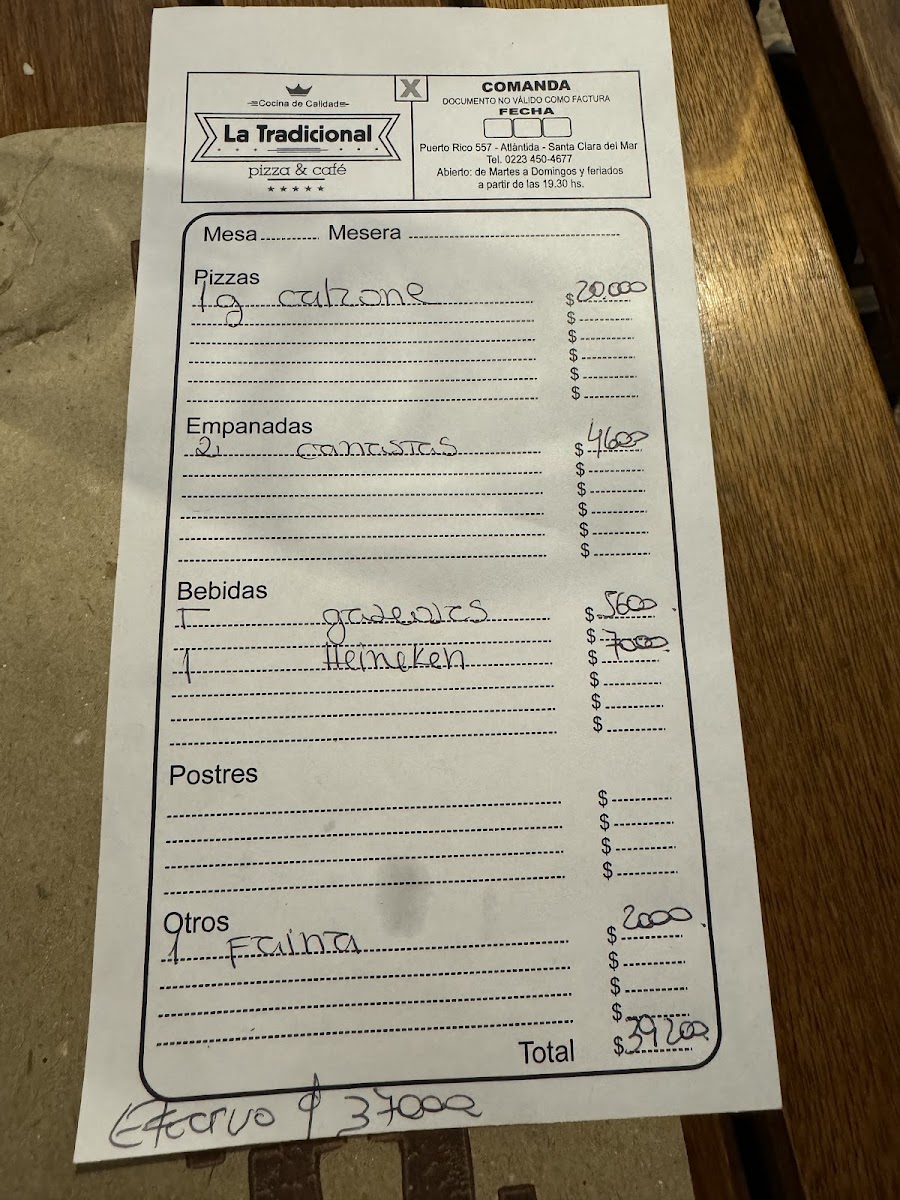 Cocina de Calidad
La Tradicional
pizza & café
X
COMANDA
DOCUMENTO NO VÁLIDO COMO FACTURA
FECHA
Puerto Rico 557 - Atlántida - Santa Clara del Mar
Tel. 0223 450-4677
Abierto: de Martes a Domingos y feriados
a partir de las 19.30 hs.
Mesa Mesera
Pizzas
1 g calzone $20.000
$
$
$
$
$
Empanadas
2 canastas $4600
$
$
$
$
$
Bebidas
gaseosas $5600
$7000
1 Heineken $
$
$
$
Postres
$
$
$
$
Otros
1 Faina $2000
$
$
$
Total $39200
Efectivo $ 37000